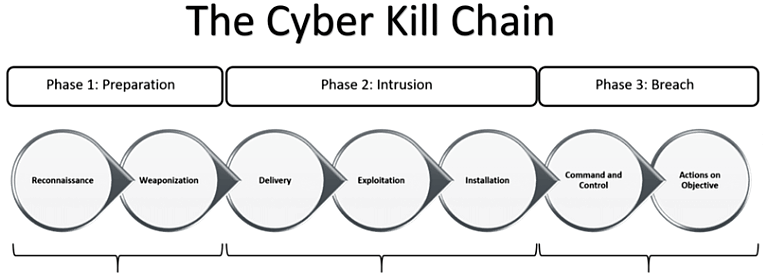 The Cyber Kill Chain
Phase 1: Preparation
Phase 2: Intrusion
Phase 3: Breach
Reconnaissance
Weaponization
Delivery
Exploitation
Installation
Command and
Control
Actions on
Objective